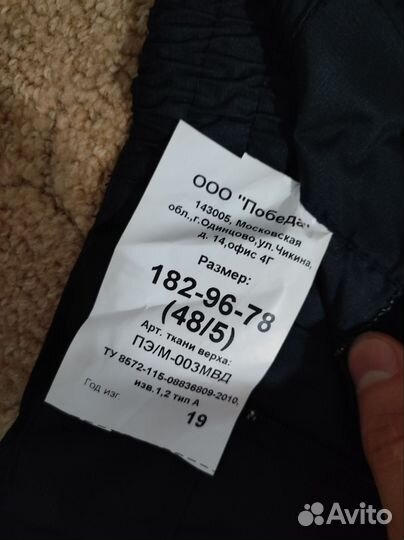 ООО "ПобеДа"
143005, Московская
обл.,г.Одинцово,ул.Чикина,
д. 14,офис 4Г
Размер:
182-96-78
(48/5)
Арт. ткани верха:
ПЭ/М-003МВД
ТУ 8572-115-08836809-2010,
изв.1,2 тип А
Год изг. 19
Avito